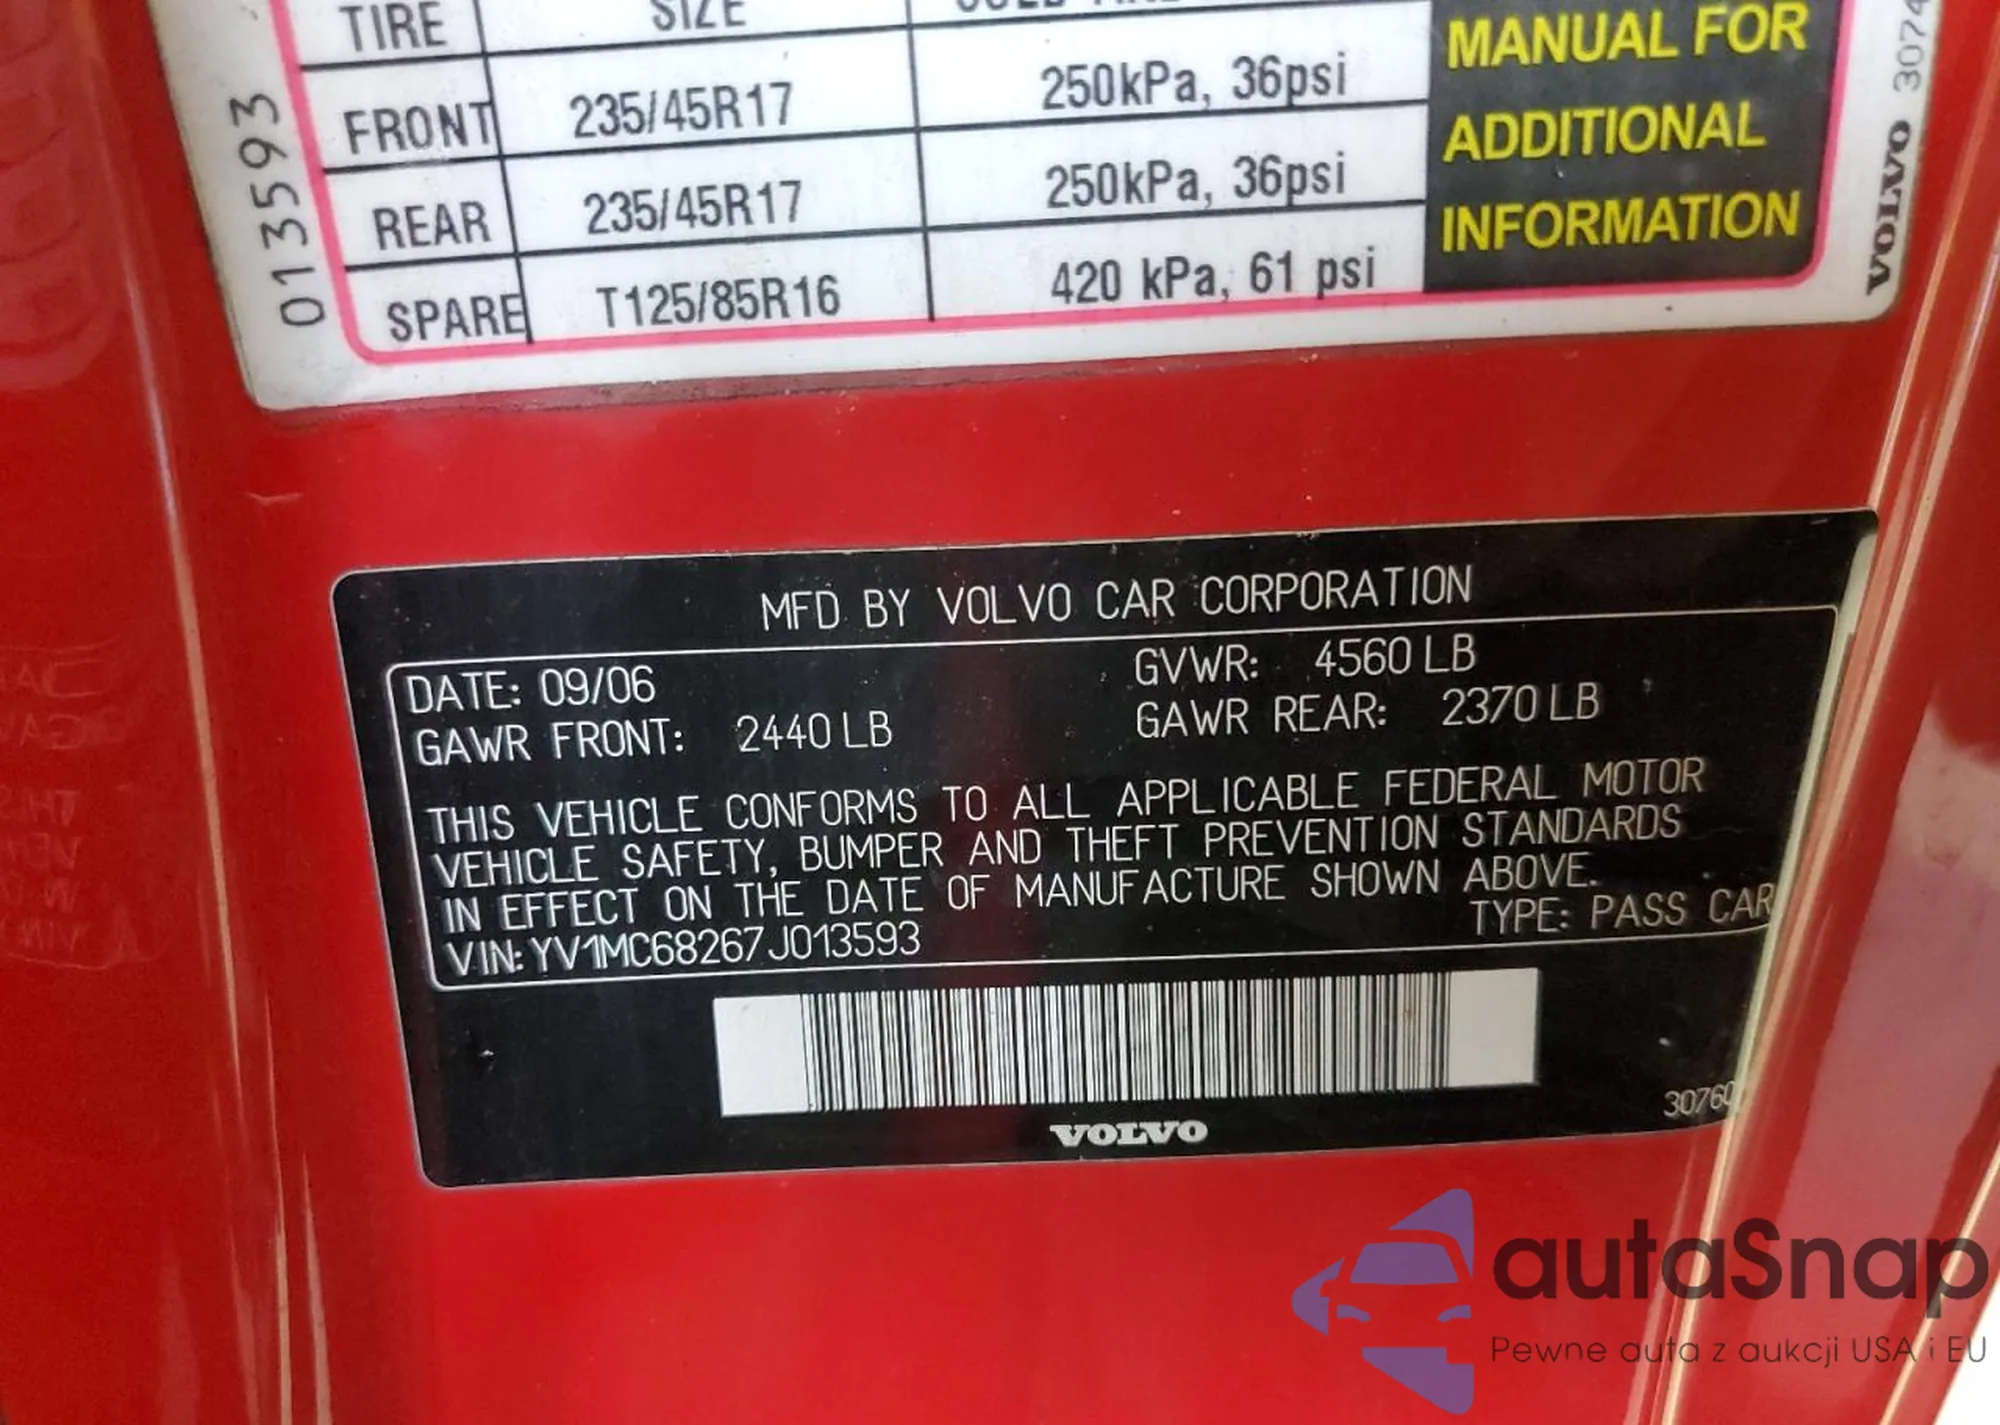 TIRE SIZE
FRONT 235/45R17 250kPa, 36psi
REAR 235/45R17 250kPa, 36psi
SPARE T125/85R16 420 kPa, 61 psi
MANUAL FOR
ADDITIONAL
INFORMATION
013593
VOLVO
MFD BY VOLVO CAR CORPORATION
DATE: 09/06 GVWR: 4560 LB
GAWR FRONT: 2440 LB GAWR REAR: 2370 LB
THIS VEHICLE CONFORMS TO ALL APPLICABLE FEDERAL MOTOR
VEHICLE SAFETY, BUMPER AND THEFT PREVENTION STANDARDS
IN EFFECT ON THE DATE OF MANUFACTURE SHOWN ABOVE.
VIN: YV1MC68267J013593 TYPE: PASS CAR
VOLVO
autaSnap
Pewne auta z aukcji USA i EU